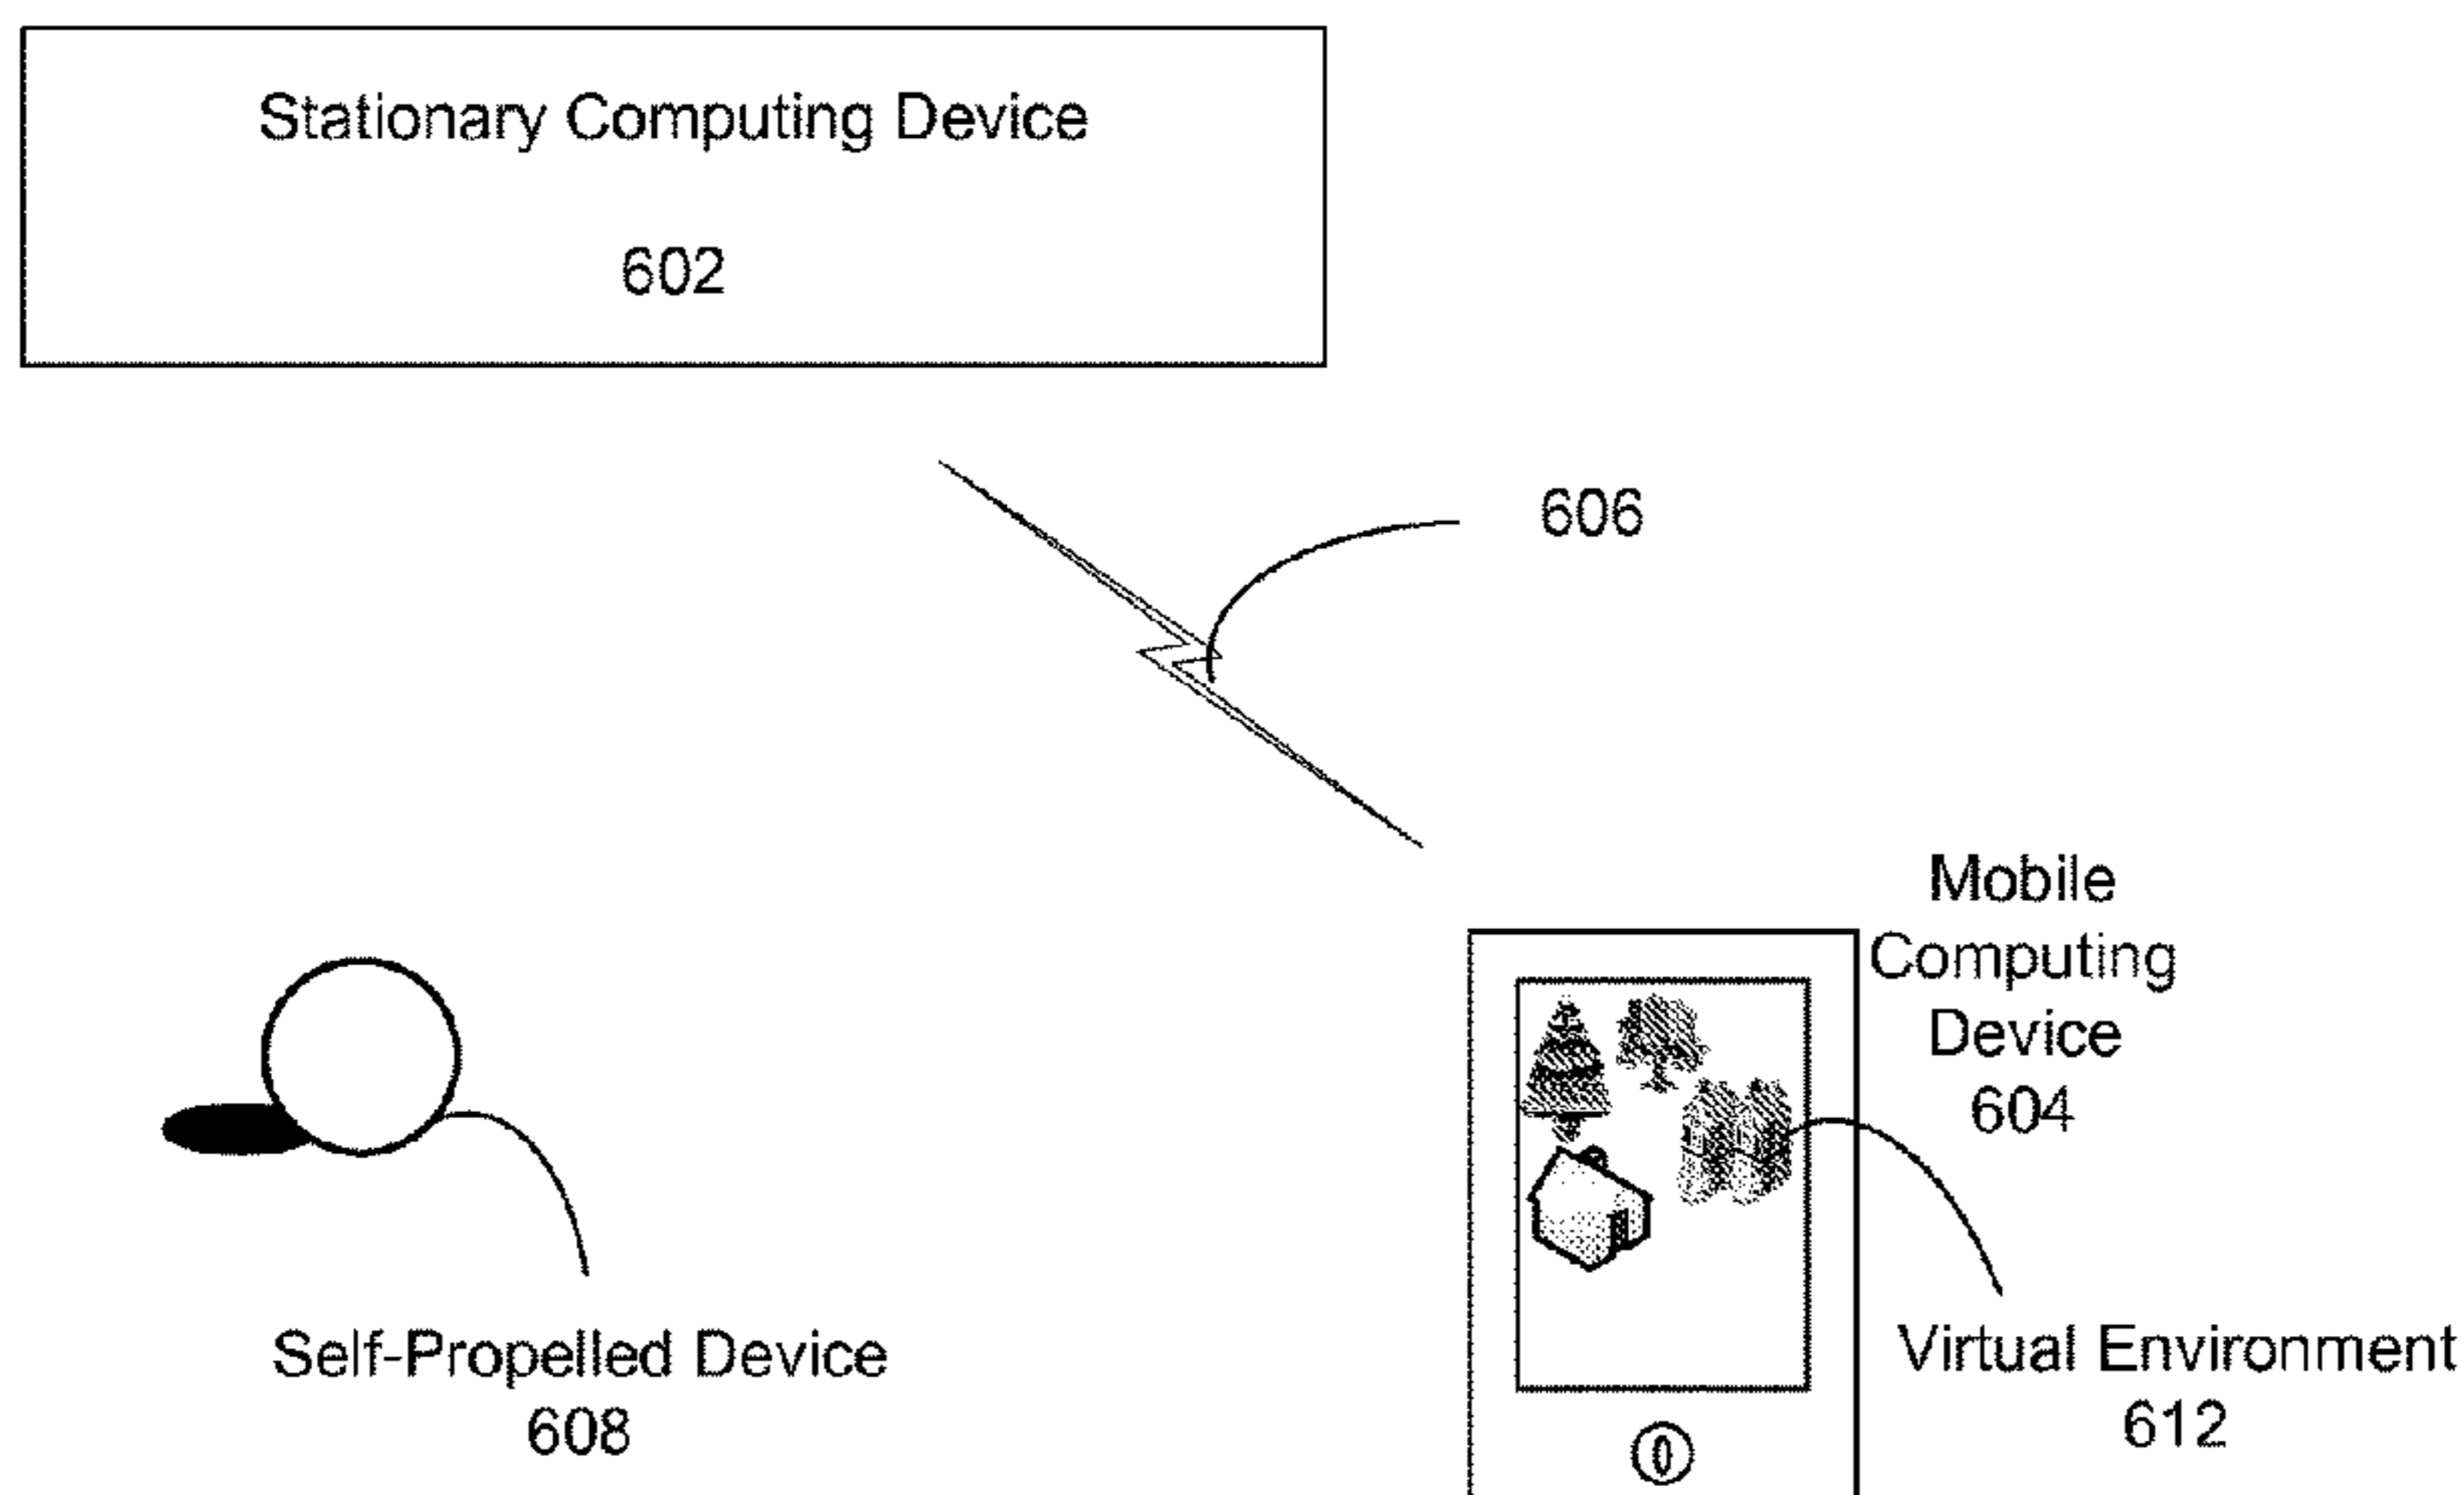 Stationary Computing Device
602
606
Mobile
Computing
Device
604
Self-Propelled Device
608
Virtual Environment
612